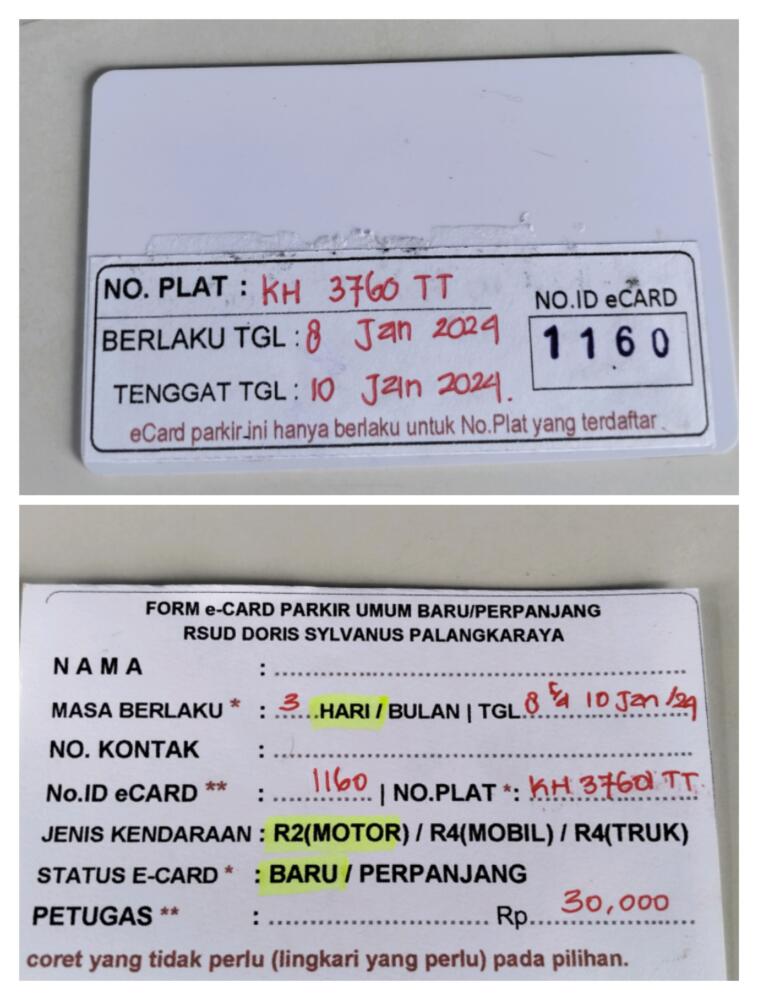 NO. PLAT : KH 3760 TT
NO.ID eCARD
BERLAKU TGL : 8 Jan 2024
1160
TENGGAT TGL : 10 Jan 2024.
eCard parkir ini hanya berlaku untuk No.Plat yang terdaftar.
FORM e-CARD PARKIR UMUM BARU/PERPANJANG
RSUD DORIS SYLVANUS PALANGKARAYA
NAMA : ........................
MASA BERLAKU * : 3 HARI / BULAN | TGL. 8 1/4 10 Jan /24
NO. KONTAK : ........................
No.ID eCARD ** : 1160 | NO.PLAT *: KH 3760 TT
JENIS KENDARAAN : R2(MOTOR) / R4(MOBIL) / R4(TRUK)
STATUS E-CARD * : BARU / PERPANJANG
PETUGAS ** : ........................ Rp. 30,000
coret yang tidak perlu (lingkari yang perlu) pada pilihan.